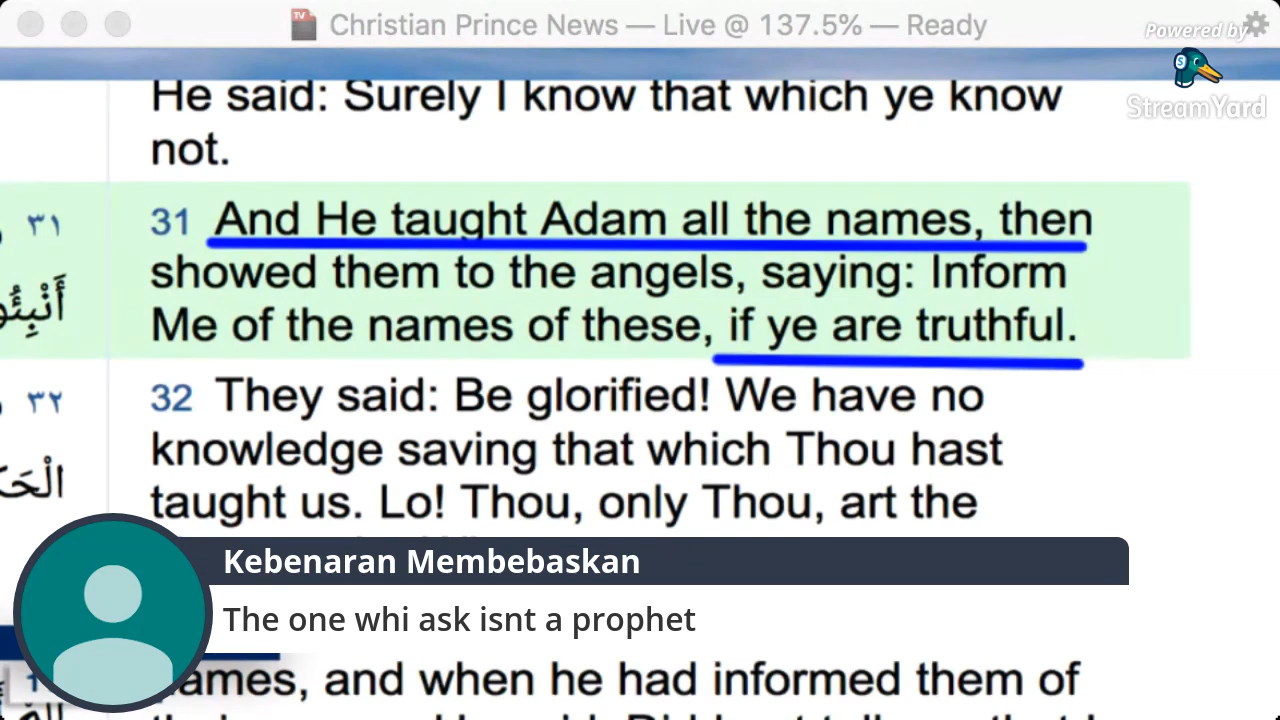 Christian Prince News — Live @ 137.5% — Ready
Powered by
StreamYard
He said: Surely I know that which ye know
not.
٣١
31 And He taught Adam all the names, then
showed them to the angels, saying: Inform
Me of the names of these, if ye are truthful.
٣٢
32 They said: Be glorified! We have no
knowledge saving that which Thou hast
taught us. Lo! Thou, only Thou, art the
Kebenaran Membebaskan
The one whi ask isnt a prophet
names, and when he had informed them of